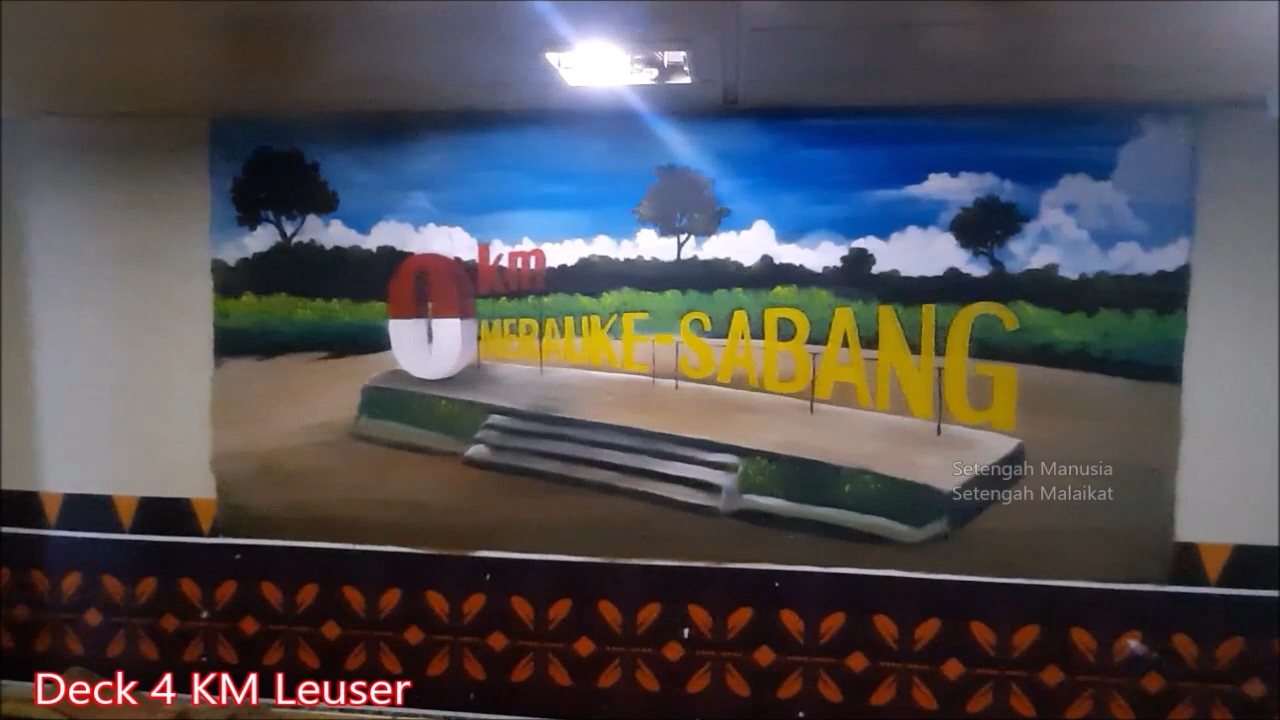 0 km
MERAUKE-SABANG
Setengah Manusia
Setengah Malaikat
Deck 4 KM Leuser